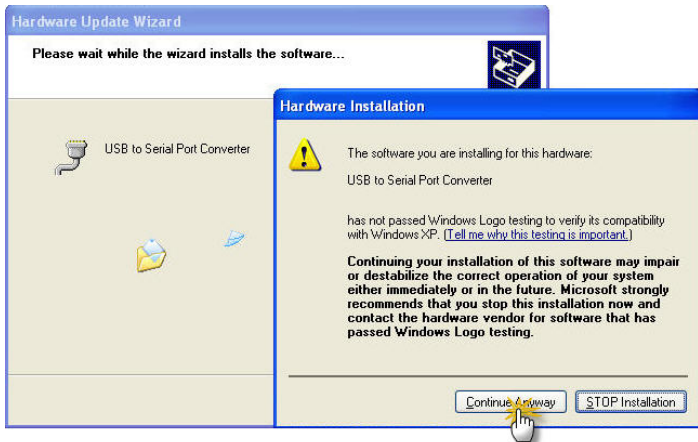 Hardware Update Wizard
Please wait while the wizard installs the software...
USB to Serial Port Converter
Hardware Installation
The software you are installing for this hardware:
USB to Serial Port Converter
has not passed Windows Logo testing to verify its compatibility
with Windows XP. (Tell me why this testing is important.)
Continuing your installation of this software may impair
or destabilize the correct operation of your system
either immediately or in the future. Microsoft strongly
recommends that you stop this installation now and
contact the hardware vendor for software that has
passed Windows Logo testing.
Continue Anyway
STOP Installation